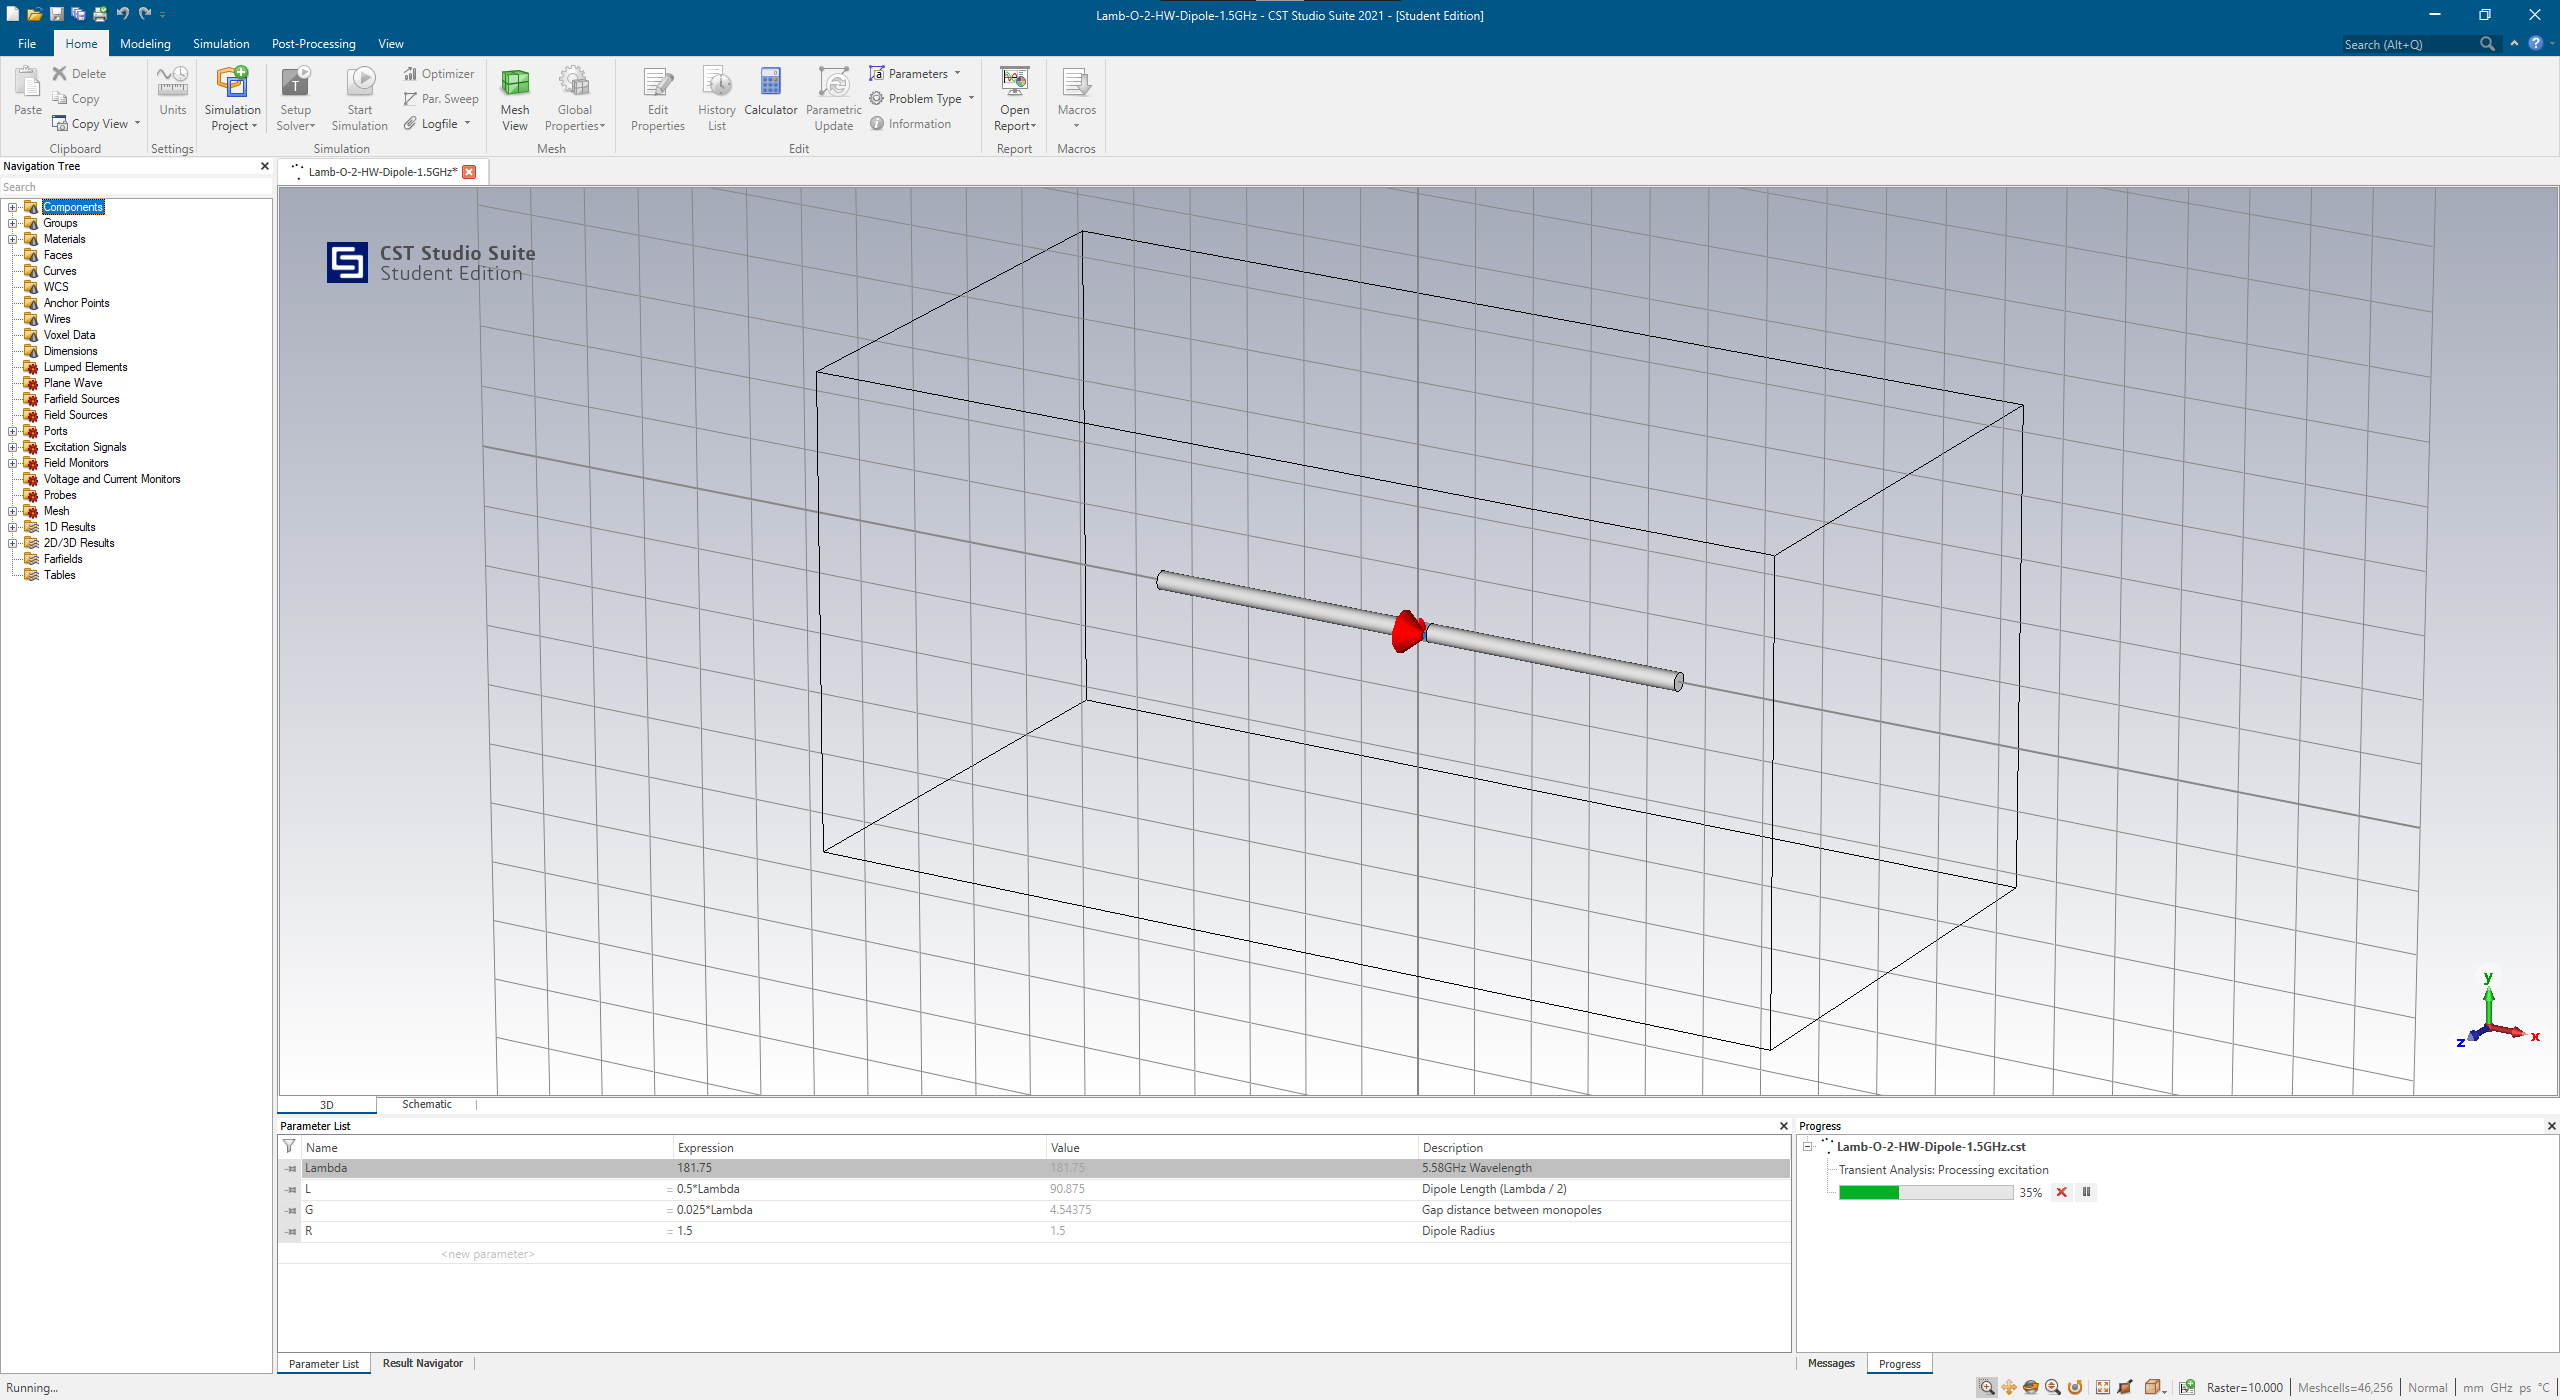 Lamb-O-2-HW-Dipole-1.5GHz - CST Studio Suite 2021 - [Student Edition]
File Home Modeling Simulation Post-Processing View Search (Alt+Q)
Paste Delete Copy Copy View Clipboard
Units Settings
Simulation Project Setup Solver Start Simulation Optimizer Par. Sweep Logfile Simulation
Mesh View Global Properties Mesh
Edit Properties History List Calculator Parametric Update Parameters Problem Type Information Edit
Open Report Report
Macros Macros
Navigation Tree
Search
Components
Groups
Materials
Faces
Curves
WCS
Anchor Points
Wires
Voxel Data
Dimensions
Lumped Elements
Plane Wave
Farfield Sources
Field Sources
Ports
Excitation Signals
Field Monitors
Voltage and Current Monitors
Probes
Mesh
1D Results
2D/3D Results
Farfields
Tables
Lamb-O-2-HW-Dipole-1.5GHz*
CST Studio Suite
Student Edition
y
z x
3D Schematic
Parameter List
Name Expression Value Description
Lambda 181.75 181.75 5.58GHz Wavelength
L = 0.5*Lambda 90.875 Dipole Length (Lambda / 2)
G = 0.025*Lambda 4.54375 Gap distance between monopoles
R = 1.5 1.5 Dipole Radius
<new parameter>
Parameter List Result Navigator
Progress
Lamb-O-2-HW-Dipole-1.5GHz.cst
Transient Analysis: Processing excitation
35%
Messages Progress
Running...
Raster=10.000 Meshcells=46,256 Normal mm GHz ps °C